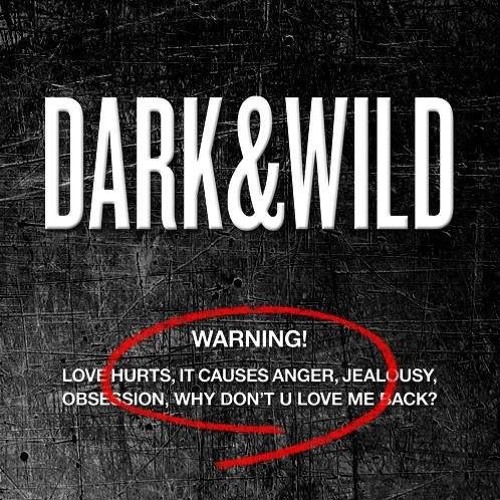 DARK&WILD
WARNING!
LOVE HURTS, IT CAUSES ANGER, JEALOUSY,
OBSESSION, WHY DON'T U LOVE ME BACK?